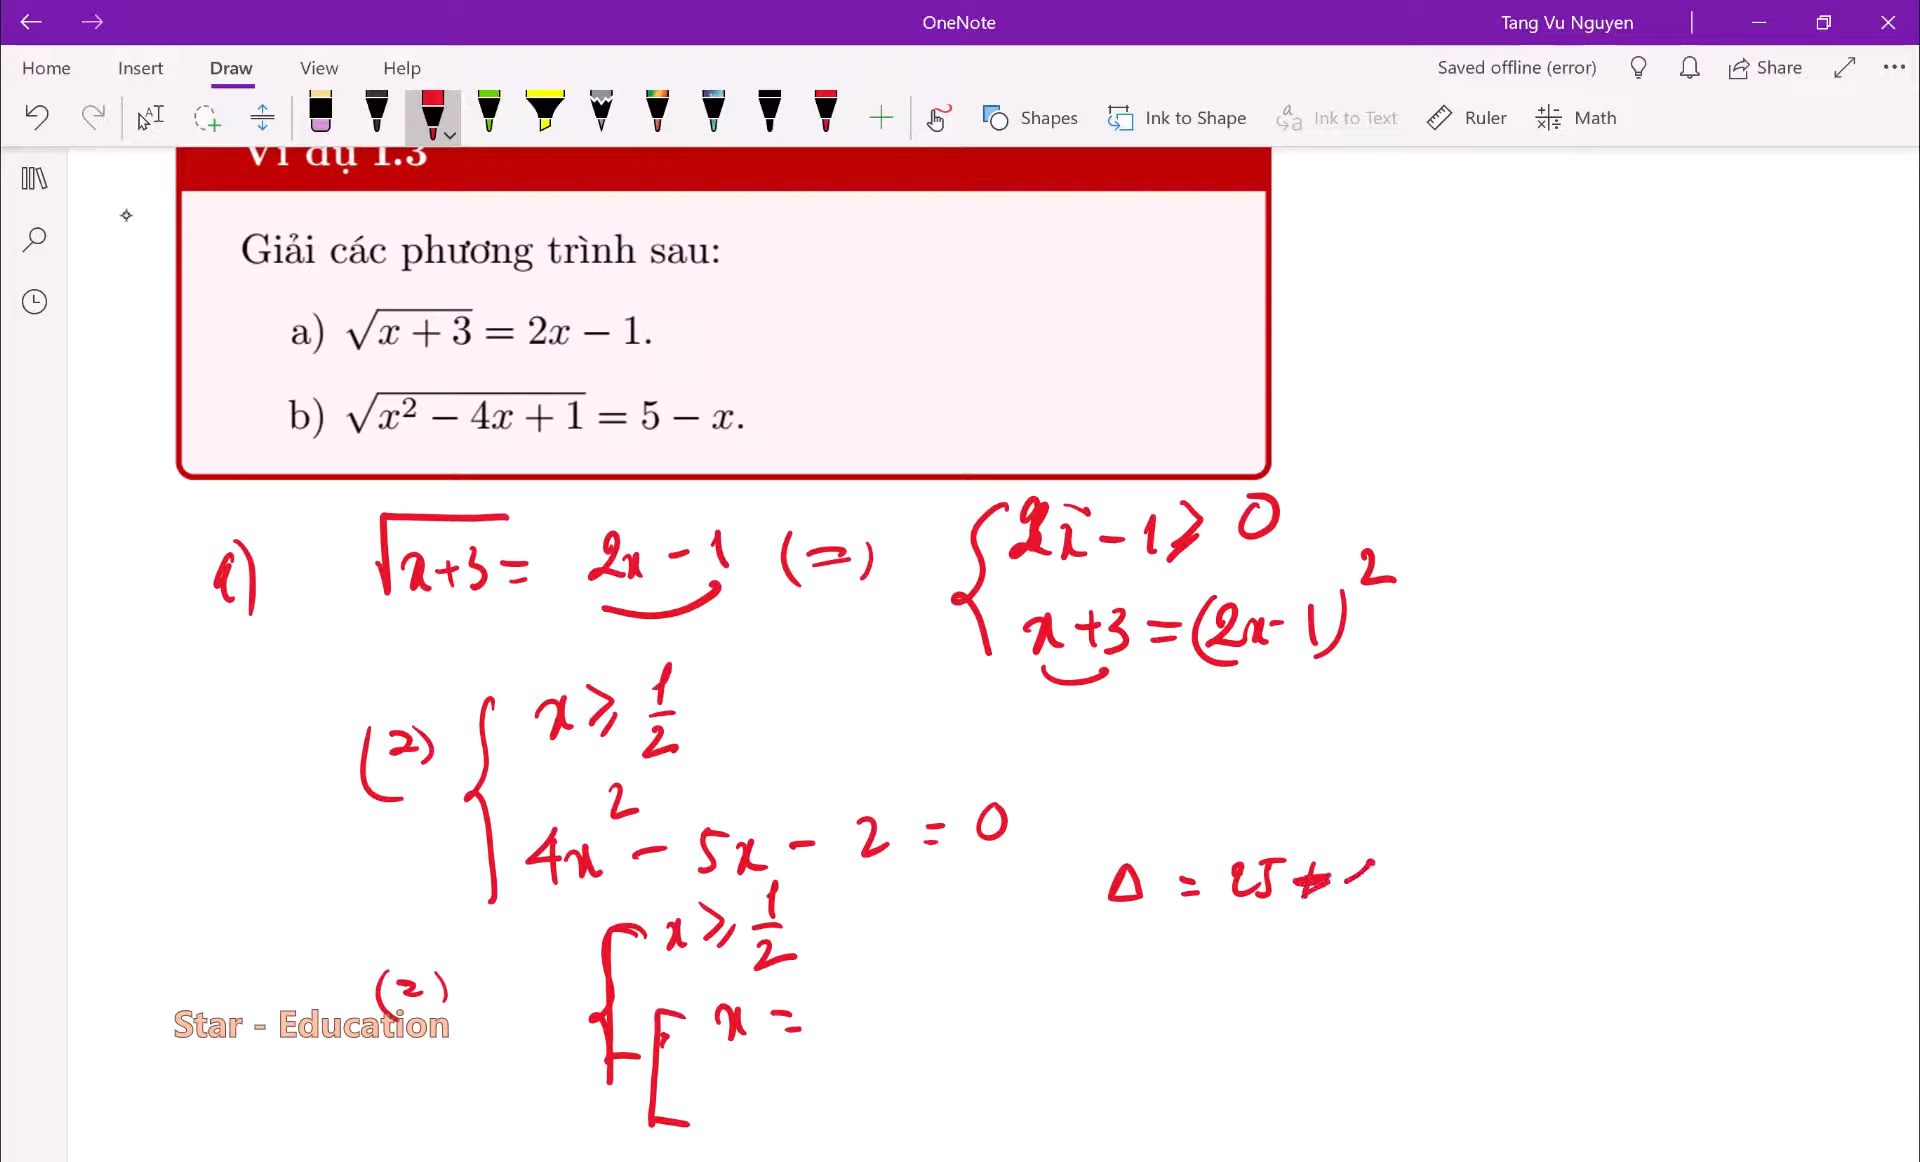 OneNote
Tang Vu Nguyen
Home Insert Draw View Help
Saved offline (error) Share
Shapes Ink to Shape Ink to Text Ruler Math
Ví dụ 1.3
Giải các phương trình sau:
a) √(x + 3) = 2x − 1.
b) √(x² − 4x + 1) = 5 − x.
a) √(x+3) = 2x − 1 (=) { 2x − 1 ⩾ 0
x + 3 = (2x − 1)²
(2) { x ⩾ 1/2
4x² − 5x − 2 = 0
Δ = 25 +
(2) { x ⩾ 1/2
[ x =
Star - Education